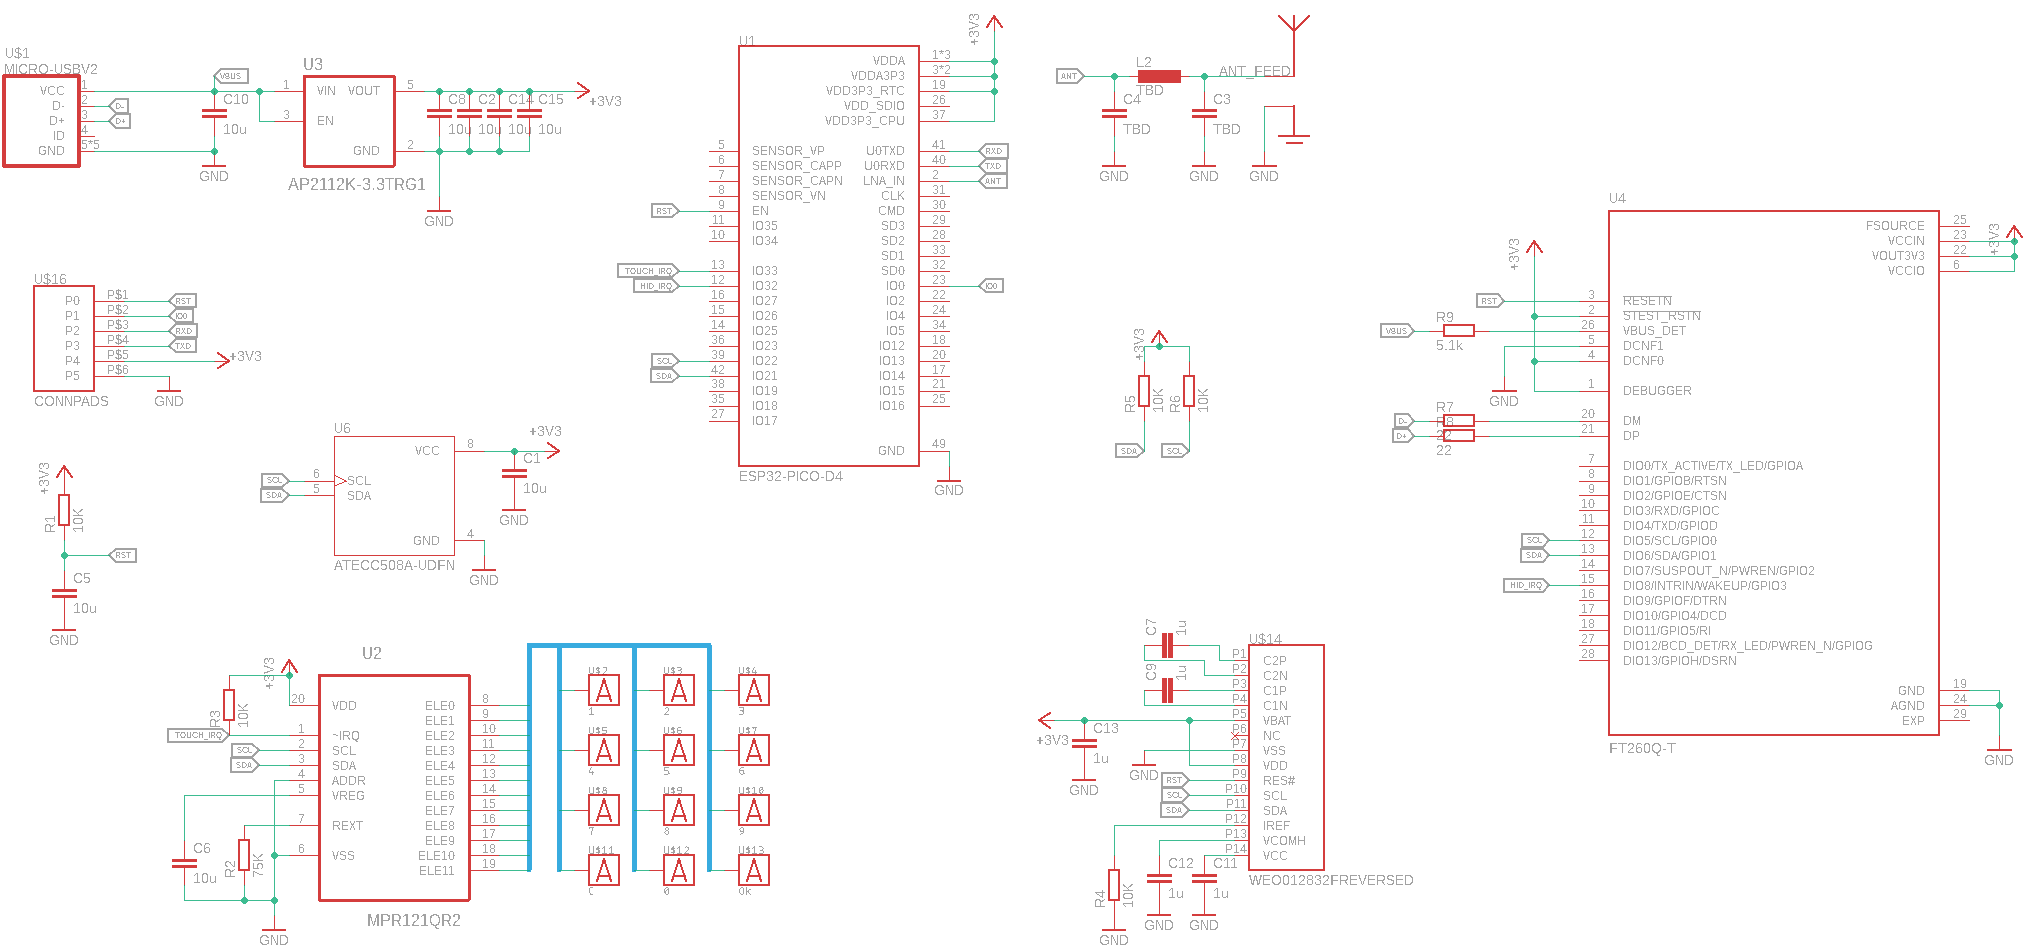 U$1
MICRO-USBV2
VCC 1
D- 2 D-
D+ 3 D+
ID 4
GND 5*5
VBUS
C10
10u
GND
U3
1 VIN VOUT 5
3 EN
GND 2
AP2112K-3.3TRG1
C8 C2 C14 C15
10u 10u 10u 10u
+3V3
GND
U$16
P0 P$1 RST
P1 P$2 IO0
P2 P$3 RXD
P3 P$4 TXD
P4 P$5 +3V3
P5 P$6
CONNPADS
GND
+3V3
R1
10K
RST
C5
10u
GND
U6
VCC 8
SCL 6 SCL
SDA 5 SDA
GND 4
ATECC508A-UDFN
+3V3
C1
10u
GND
GND
U1
+3V3
VDDA 1*3
VDDA3P3 3*2
VDD3P3_RTC 19
VDD_SDIO 26
VDD3P3_CPU 37
5 SENSOR_VP U0TXD 41 RXD
6 SENSOR_CAPP U0RXD 40 TXD
7 SENSOR_CAPN LNA_IN 2 ANT
8 SENSOR_VN CLK 31
RST 9 EN CMD 30
11 IO35 SD3 29
10 IO34 SD2 28
SD1 33
TOUCH_IRQ 13 IO33 SD0 32
HID_IRQ 12 IO32 IO0 23 IO0
16 IO27 IO2 22
15 IO26 IO4 24
14 IO25 IO5 34
36 IO23 IO12 18
SCL 39 IO22 IO13 20
SDA 42 IO21 IO14 17
38 IO19 IO15 21
35 IO18 IO16 25
27 IO17
GND 49
ESP32-PICO-D4
GND
ANT
L2
TBD
ANT_FEED
C4
TBD
C3
TBD
GND GND GND
+3V3
R5
10K
R6
10K
SDA SCL
U4
FSOURCE 25
VCCIN 23
VOUT3V3 22
VCCIO 6
+3V3
+3V3
RST 3 RESETN
2 STEST_RSTN
VBUS R9 26 VBUS_DET
5.1k
5 DCNF1
4 DCNF0
1 DEBUGGER
GND
R7
D- 20 DM
R8
22
D+ 21 DP
22
7 DIO0/TX_ACTIVE/TX_LED/GPIOA
8 DIO1/GPIOB/RTSN
9 DIO2/GPIOE/CTSN
10 DIO3/RXD/GPIOC
11 DIO4/TXD/GPIOD
SCL 12 DIO5/SCL/GPIO0
SDA 13 DIO6/SDA/GPIO1
14 DIO7/SUSPOUT_N/PWREN/GPIO2
HID_IRQ 15 DIO8/INTRIN/WAKEUP/GPIO3
16 DIO9/GPIOF/DTRN
17 DIO10/GPIO4/DCD
18 DIO11/GPIO5/RI
27 DIO12/BCD_DET/RX_LED/PWREN_N/GPIOG
28 DIO13/GPIOH/DSRN
GND 19
AGND 24
EXP 29
FT260Q-T
GND
U2
+3V3
R3
10K
20 VDD ELE0 8
ELE1 9
TOUCH_IRQ 1 ~IRQ ELE2 10
SCL 2 SCL ELE3 11
SDA 3 SDA ELE4 12
4 ADDR ELE5 13
5 VREG ELE6 14
ELE7 15
7 REXT ELE8 16
ELE9 17
6 VSS ELE10 18
ELE11 19
C6
10u
R2
75K
GND
MPR121QR2
U$2 U$3 U$4
A A A
1 2 3
U$5 U$6 U$7
A A A
4 5 6
U$8 U$9 U$10
A A A
7 8 9
U$11 U$12 U$13
A A A
C 0 Ok
U$14
C7
1u
C9
1u
P1 C2P
P2 C2N
P3 C1P
P4 C1N
P5 VBAT
P6 NC
P7 VSS
P8 VDD
RST P9 RES#
SCL P10 SCL
SDA P11 SDA
P12 IREF
P13 VCOMH
P14 VCC
WEO012832FREVERSED
+3V3
C13
1u
GND
GND
R4
10K
GND
C12
1u
GND
C11
1u
GND